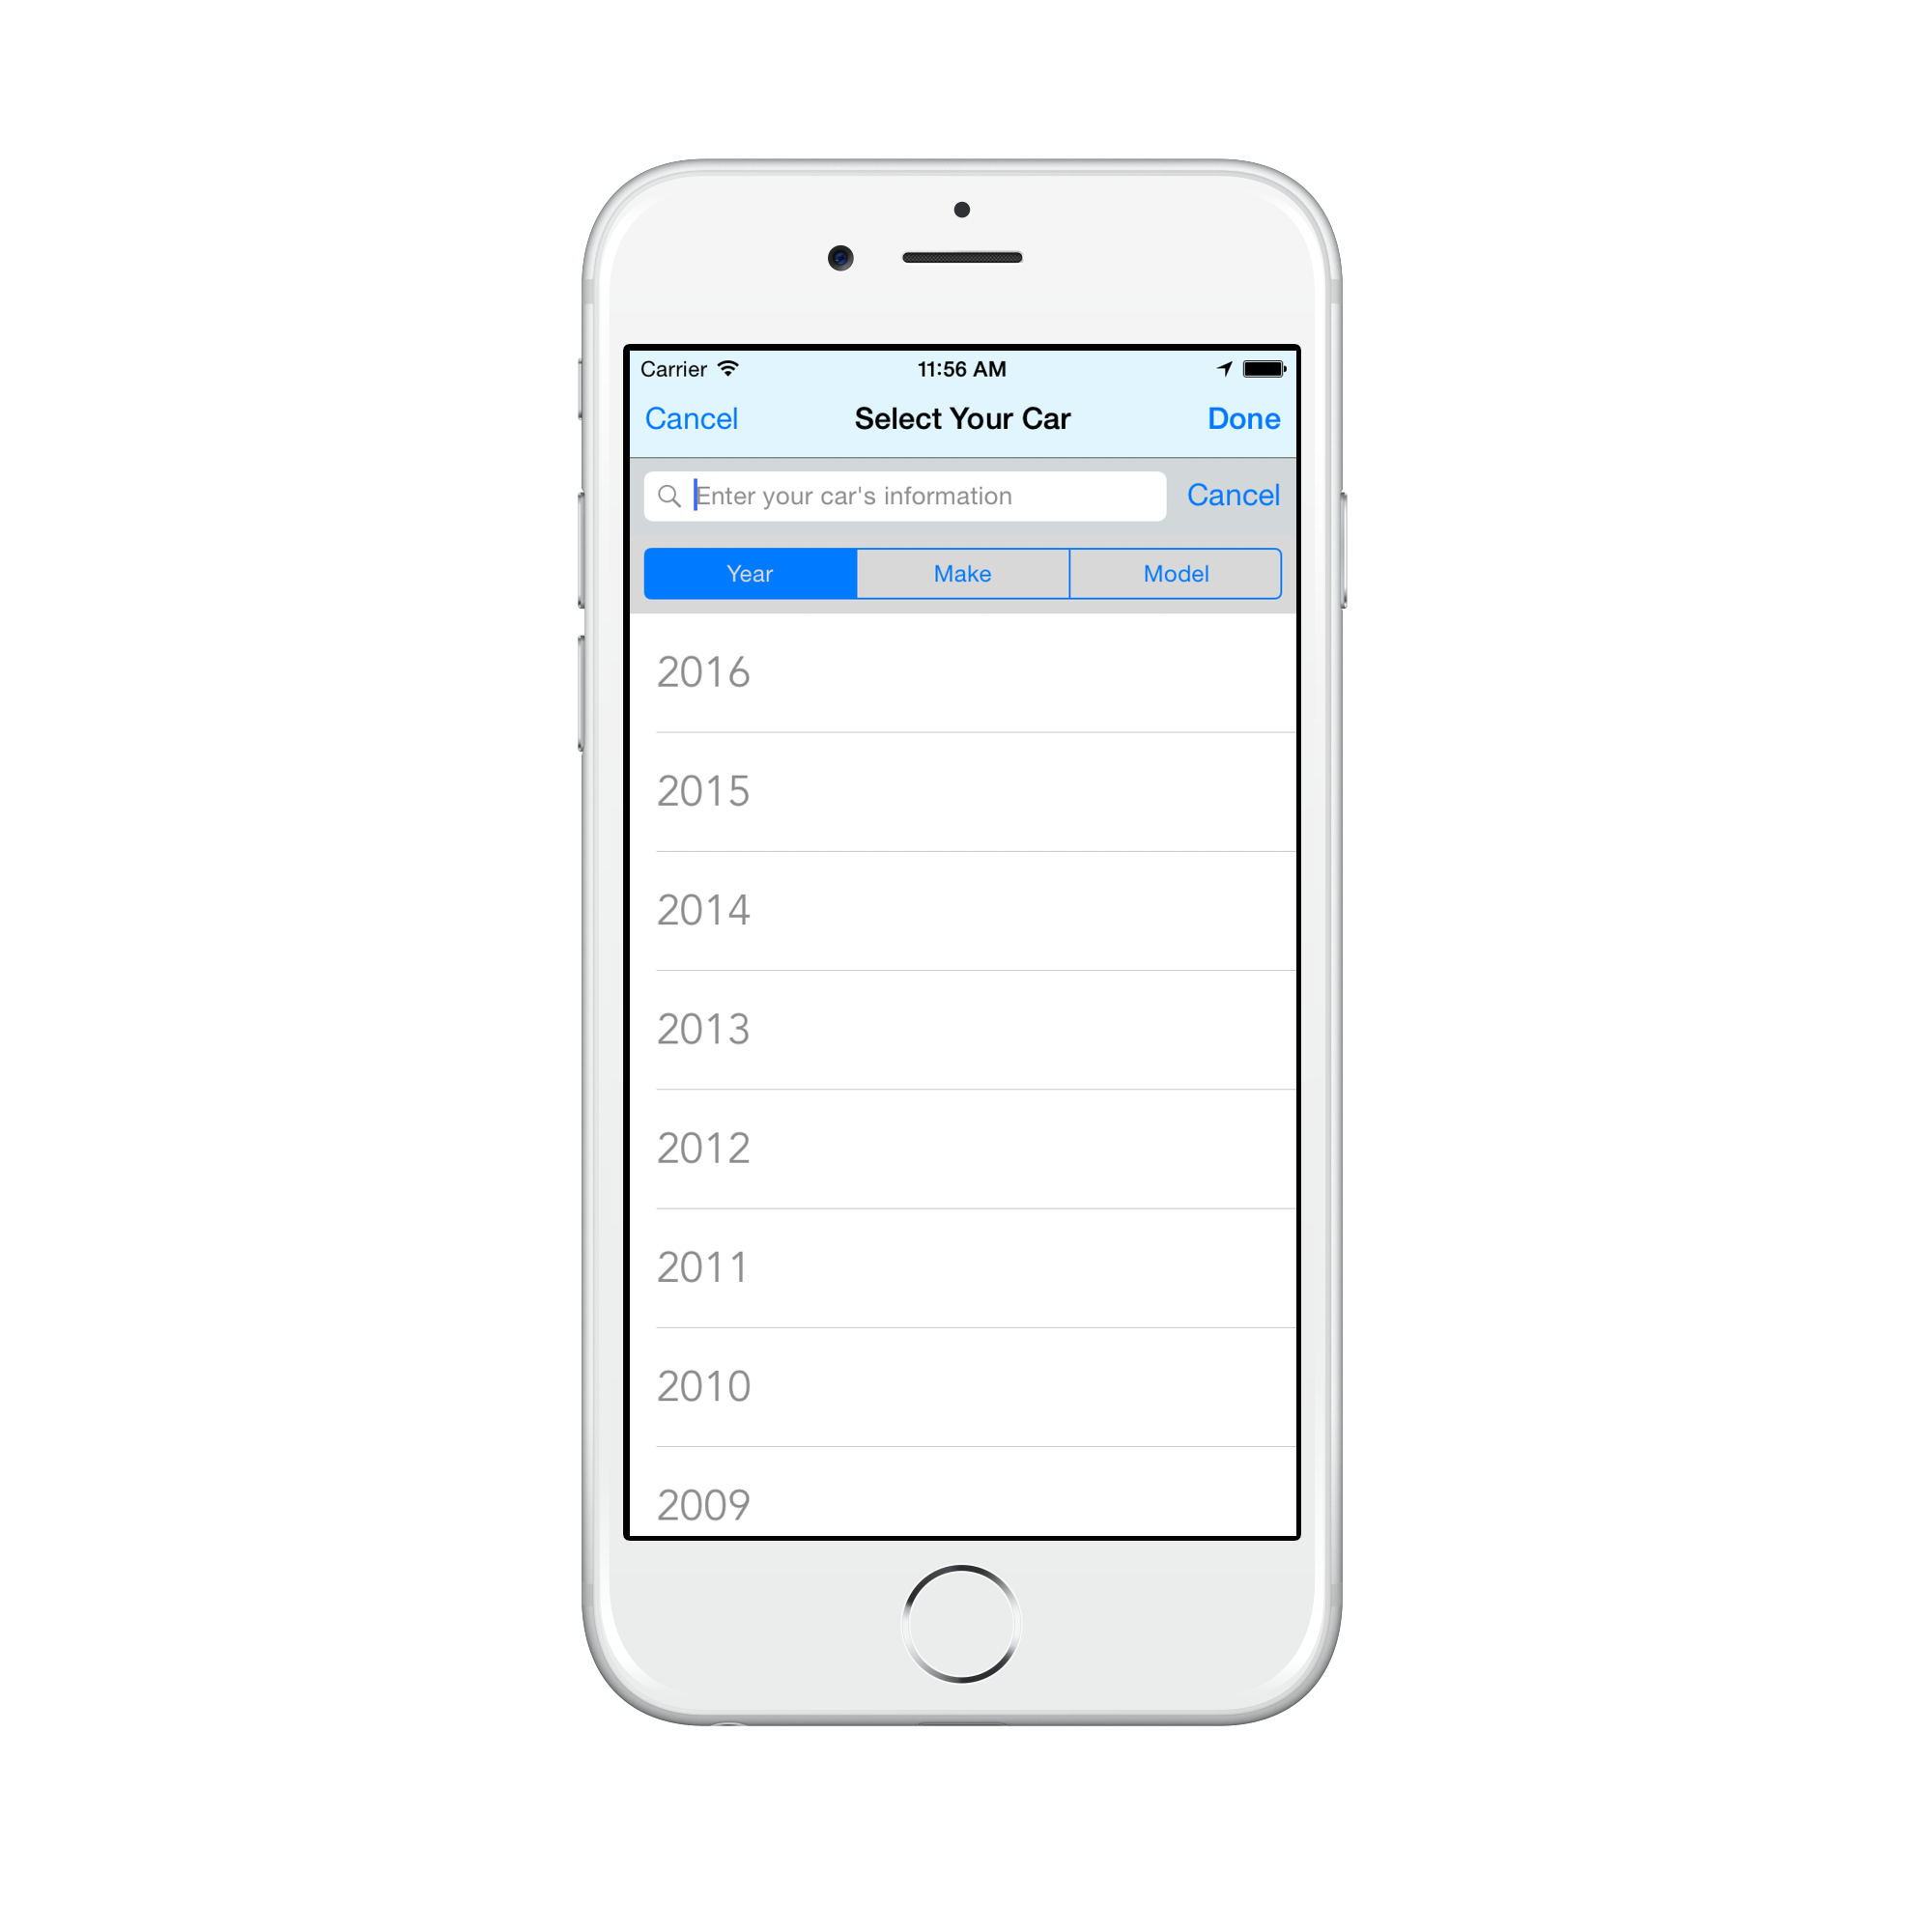 Carrier 11:56 AM
Cancel Select Your Car Done
Enter your car's information Cancel
Year Make Model
2016
2015
2014
2013
2012
2011
2010
2009